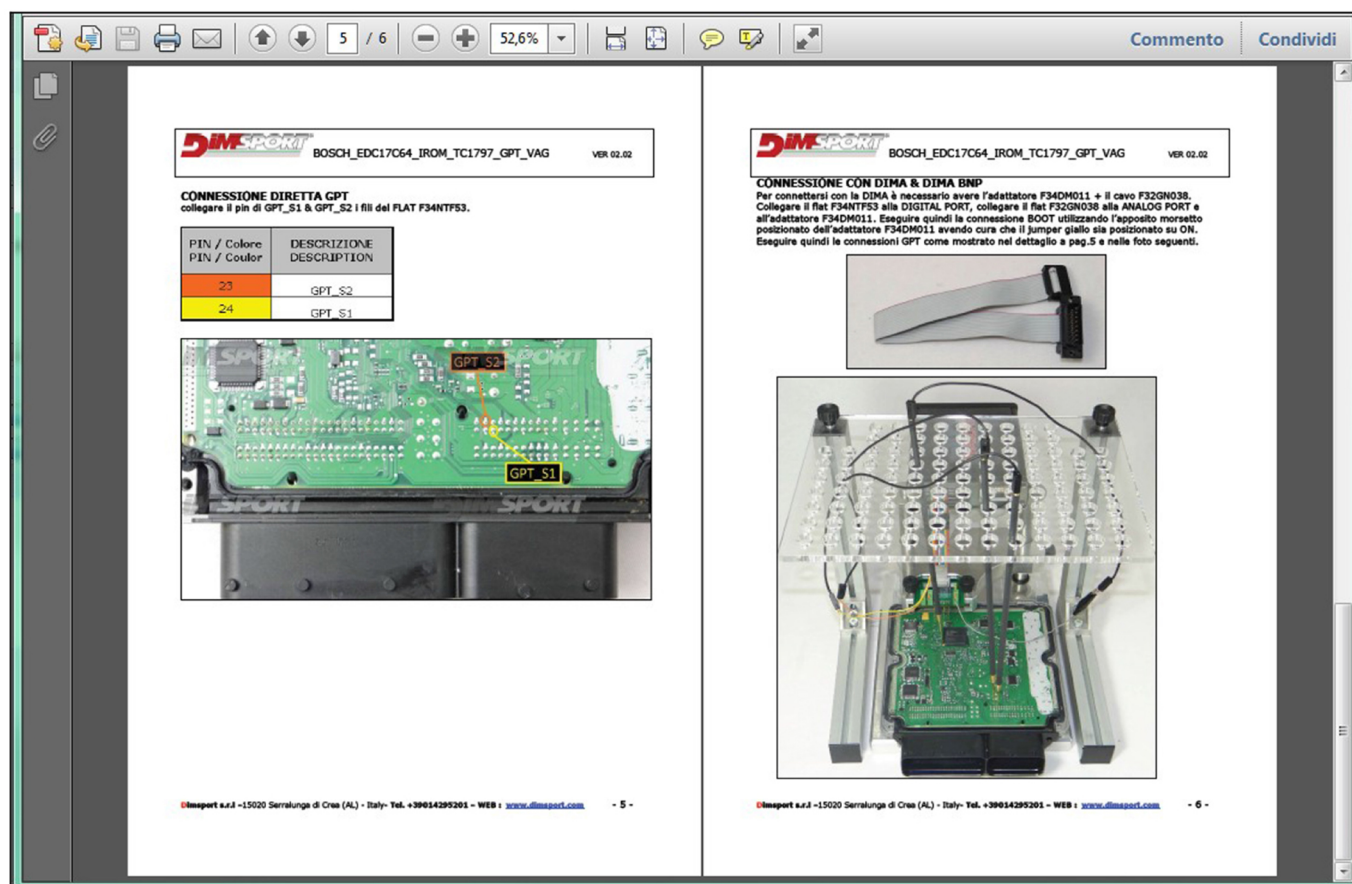 5 / 6
52,6%
Commento
Condividi
DiMSPORT
BOSCH_EDC17C64_IROM_TC1797_GPT_VAG
VER 02.02
CONNESSIONE DIRETTA GPT
collegare il pin di GPT_S1 & GPT_S2 i fili del FLAT F34NTF53.
PIN / Colore
PIN / Coulor
DESCRIZIONE
DESCRIPTION
23
GPT_S2
24
GPT_S1
SPORT
SPORT
GPT_S2
GPT_S1
SPORT
DIMSPORT
Dimsport s.r.l -15020 Serralunga di Crea (AL) - Italy- Tel. +39014295201 – WEB : www.dimsport.com
- 5 -
DiMSPORT
BOSCH_EDC17C64_IROM_TC1797_GPT_VAG
VER 02.02
CONNESSIONE CON DIMA & DIMA BNP
Per connettersi con la DIMA è necessario avere l'adattatore F34DM011 + il cavo F32GN038.
Collegare il flat F34NTF53 alla DIGITAL PORT, collegare il flat F32GN038 alla ANALOG PORT e
all'adattatore F34DM011. Eseguire quindi la connessione BOOT utilizzando l'apposito morsetto
posizionato dell'adattatore F34DM011 avendo cura che il jumper giallo sia posizionato su ON.
Eseguire quindi le connessioni GPT come mostrato nel dettaglio a pag.5 e nelle foto seguenti.
Dimsport s.r.l -15020 Serralunga di Crea (AL) - Italy- Tel. +39014295201 – WEB : www.dimsport.com
- 6 -